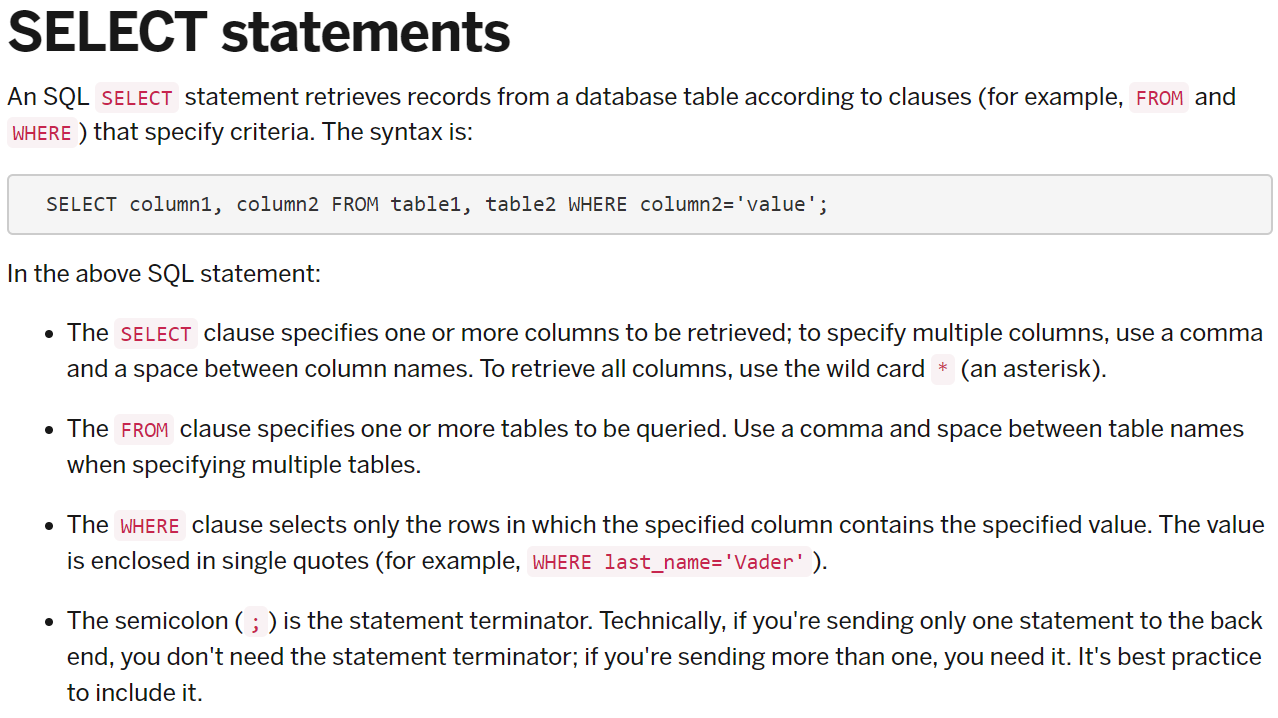 SELECT statements
An SQL SELECT statement retrieves records from a database table according to clauses (for example, FROM and
WHERE) that specify criteria. The syntax is:
SELECT column1, column2 FROM table1, table2 WHERE column2='value';
In the above SQL statement:
• The SELECT clause specifies one or more columns to be retrieved; to specify multiple columns, use a comma
and a space between column names. To retrieve all columns, use the wild card * (an asterisk).
• The FROM clause specifies one or more tables to be queried. Use a comma and space between table names
when specifying multiple tables.
• The WHERE clause selects only the rows in which the specified column contains the specified value. The value
is enclosed in single quotes (for example, WHERE last_name='Vader').
• The semicolon (;) is the statement terminator. Technically, if you're sending only one statement to the back
end, you don't need the statement terminator; if you're sending more than one, you need it. It's best practice
to include it.